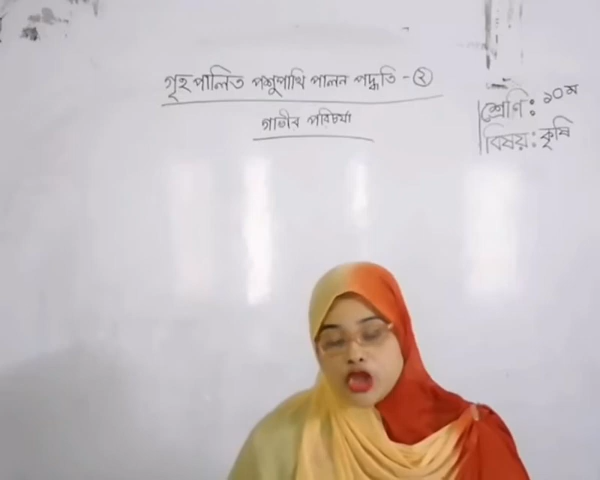 গৃহপালিত পশুপাখি পালন পদ্ধতি - ২
গাভীর পরিচর্যা
শ্রেণি : ১০ম
বিষয় : কৃষি